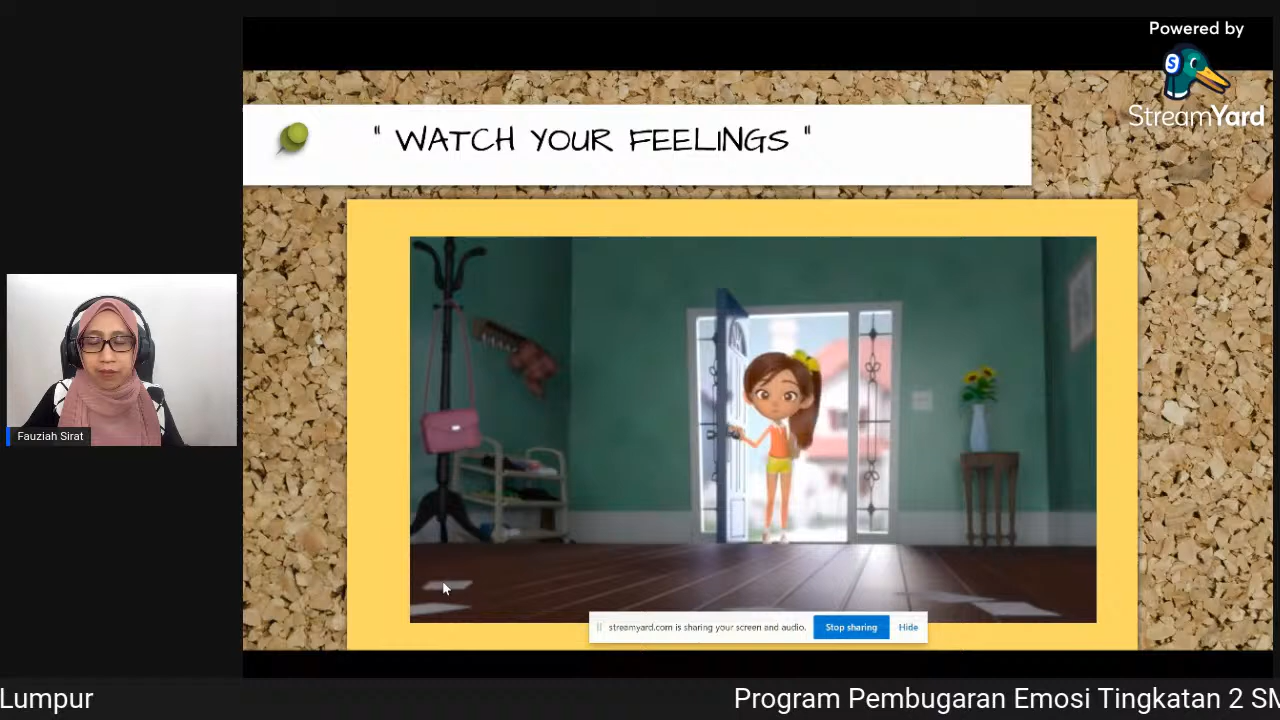 Powered by
StreamYard
" WATCH YOUR FEELINGS "
Fauziah Sirat
streamyard.com is sharing your screen and audio.
Stop sharing
Hide
Lumpur
Program Pembugaran Emosi Tingkatan 2 SM